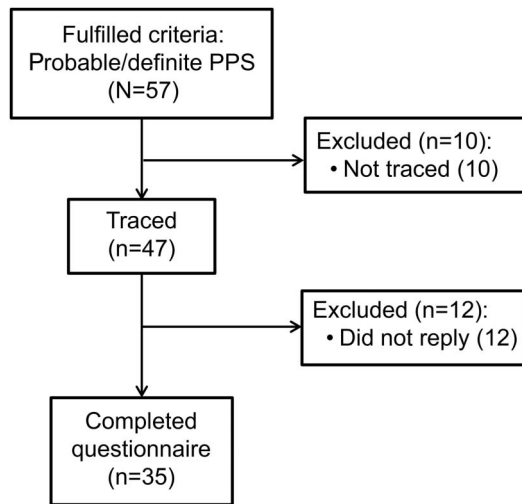 Fulfilled criteria:
Probable/definite PPS
(N=57)
Excluded (n=10):
• Not traced (10)
Traced
(n=47)
Excluded (n=12):
• Did not reply (12)
Completed
questionnaire
(n=35)